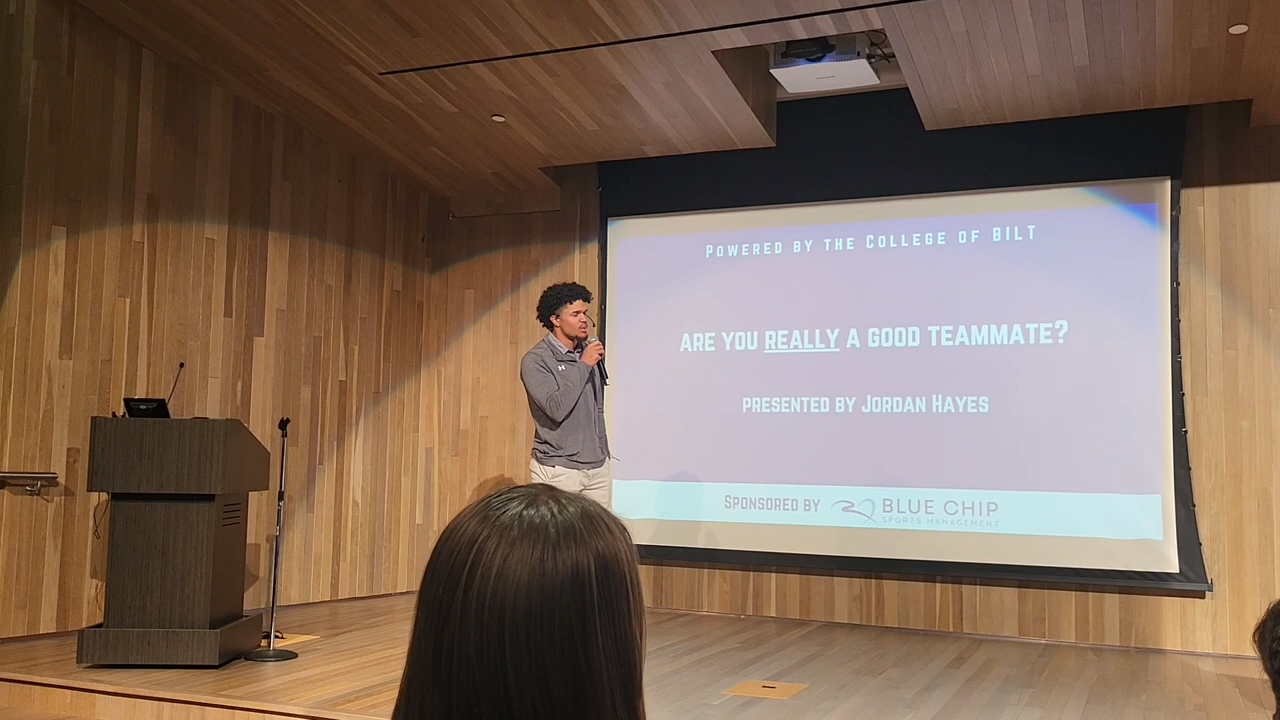 Powered by the College of BILT
ARE YOU REALLY A GOOD TEAMMATE?
PRESENTED BY JORDAN HAYES
SPONSORED BY BLUE CHIP
SPORTS MANAGEMENT